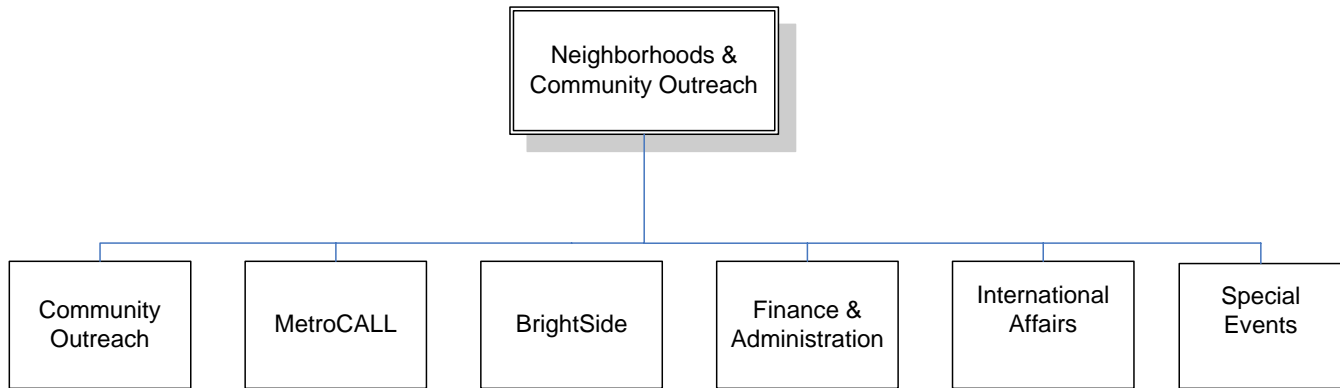 Neighborhoods &
Community Outreach
Community
Outreach
MetroCALL
BrightSide
Finance &
Administration
International
Affairs
Special
Events